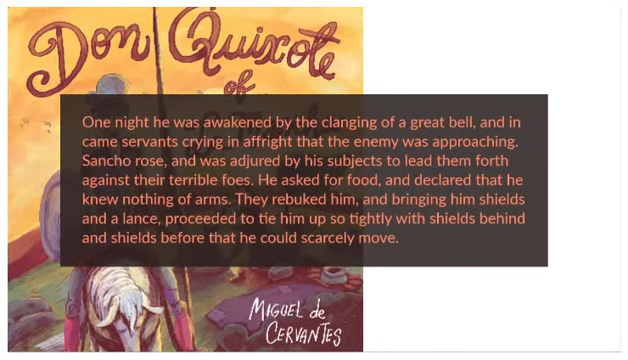 Don Quixote
of
One night he was awakened by the clanging of a great bell, and in
came servants crying in affright that the enemy was approaching.
Sancho rose, and was adjured by his subjects to lead them forth
against their terrible foes. He asked for food, and declared that he
knew nothing of arms. They rebuked him, and bringing him shields
and a lance, proceeded to tie him up so tightly with shields behind
and shields before that he could scarcely move.
MIGUEL de
CERVANTES